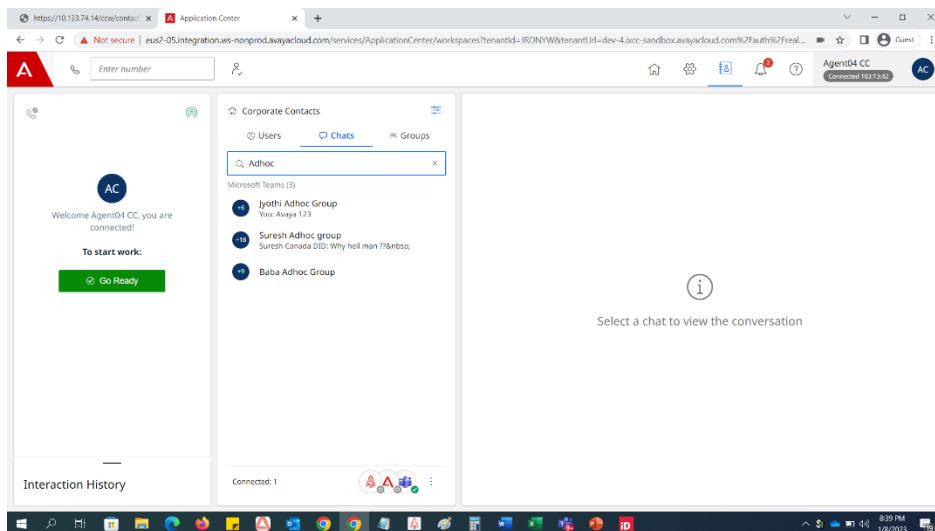 https://10.133.74.14/ccw/contact
Application Center
Not secure | eus2-05.integration.ws-nonprod.avayacloud.com/services/ApplicationCenter/workspaces?tenantId=JRDNYW&tenantUrl=dev-4.ixcc-sandbox.avayacloud.com%2Fauth%2Freal...
Guest
Enter number
2
Agent04 CC
Connected 103:13:42
AC
Corporate Contacts
Users
Chats
Groups
Adhoc
Microsoft Teams (3)
+6
Jyothi Adhoc Group
You: Avaya 123
+18
Suresh Adhoc group
Suresh Canada DID: Why hell man ??&nbsp;
+9
Baba Adhoc Group
AC
Welcome Agent04 CC, you are
connected!
To start work:
Go Ready
Select a chat to view the conversation
Interaction History
Connected: 1
iD
8:39 PM
1/8/2023